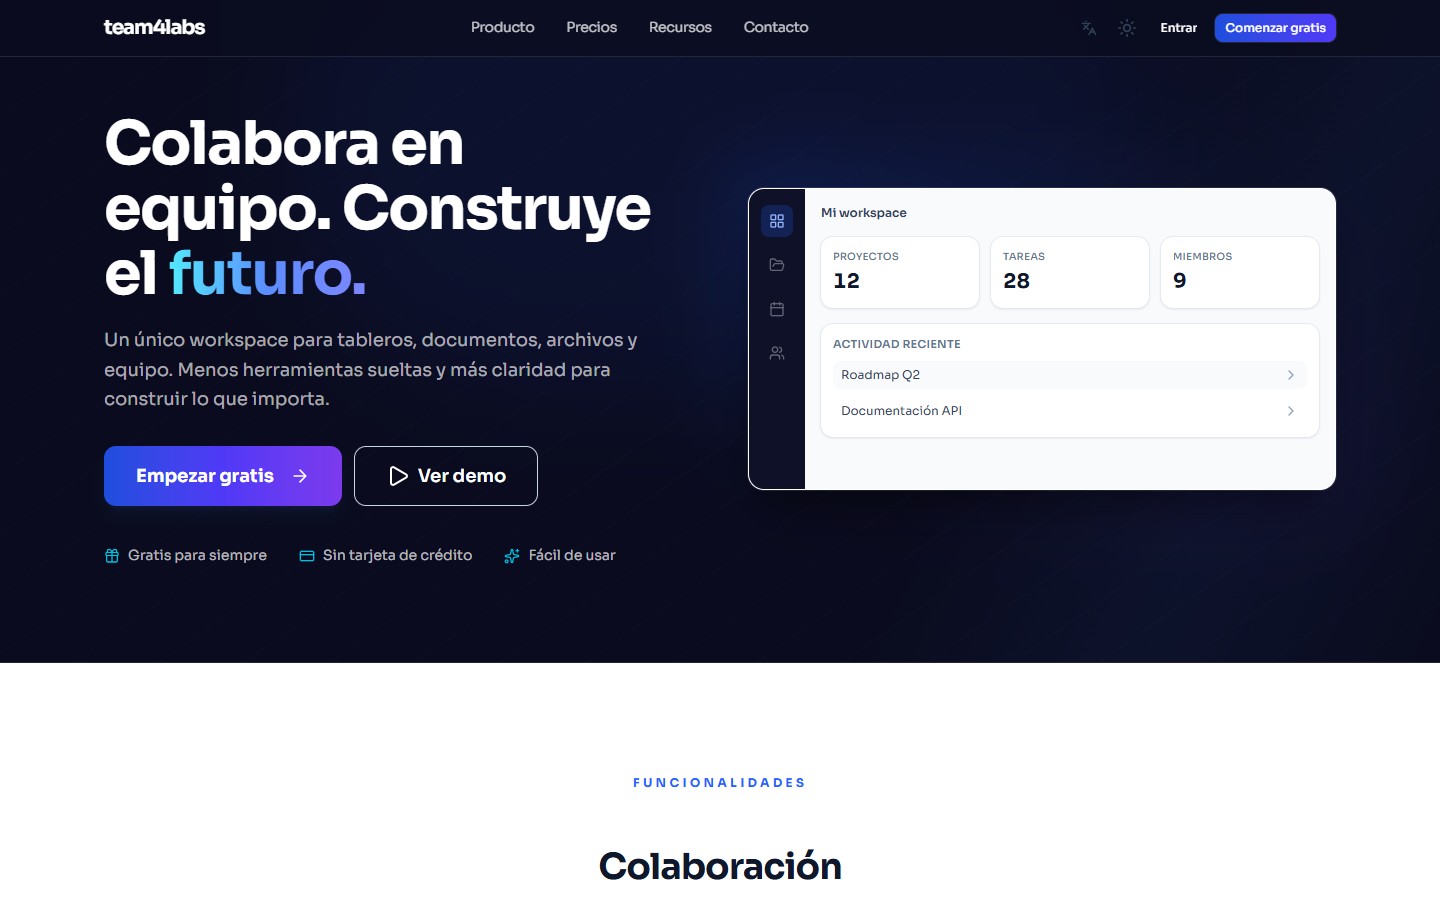 team4labs
Producto
Precios
Recursos
Contacto
Entrar
Comenzar gratis
Colabora en
equipo. Construye
el futuro.
Un único workspace para tableros, documentos, archivos y
equipo. Menos herramientas sueltas y más claridad para
construir lo que importa.
Empezar gratis
Ver demo
Gratis para siempre
Sin tarjeta de crédito
Fácil de usar
Mi workspace
PROYECTOS
12
TAREAS
28
MIEMBROS
9
ACTIVIDAD RECIENTE
Roadmap Q2
Documentación API
FUNCIONALIDADES
Colaboración